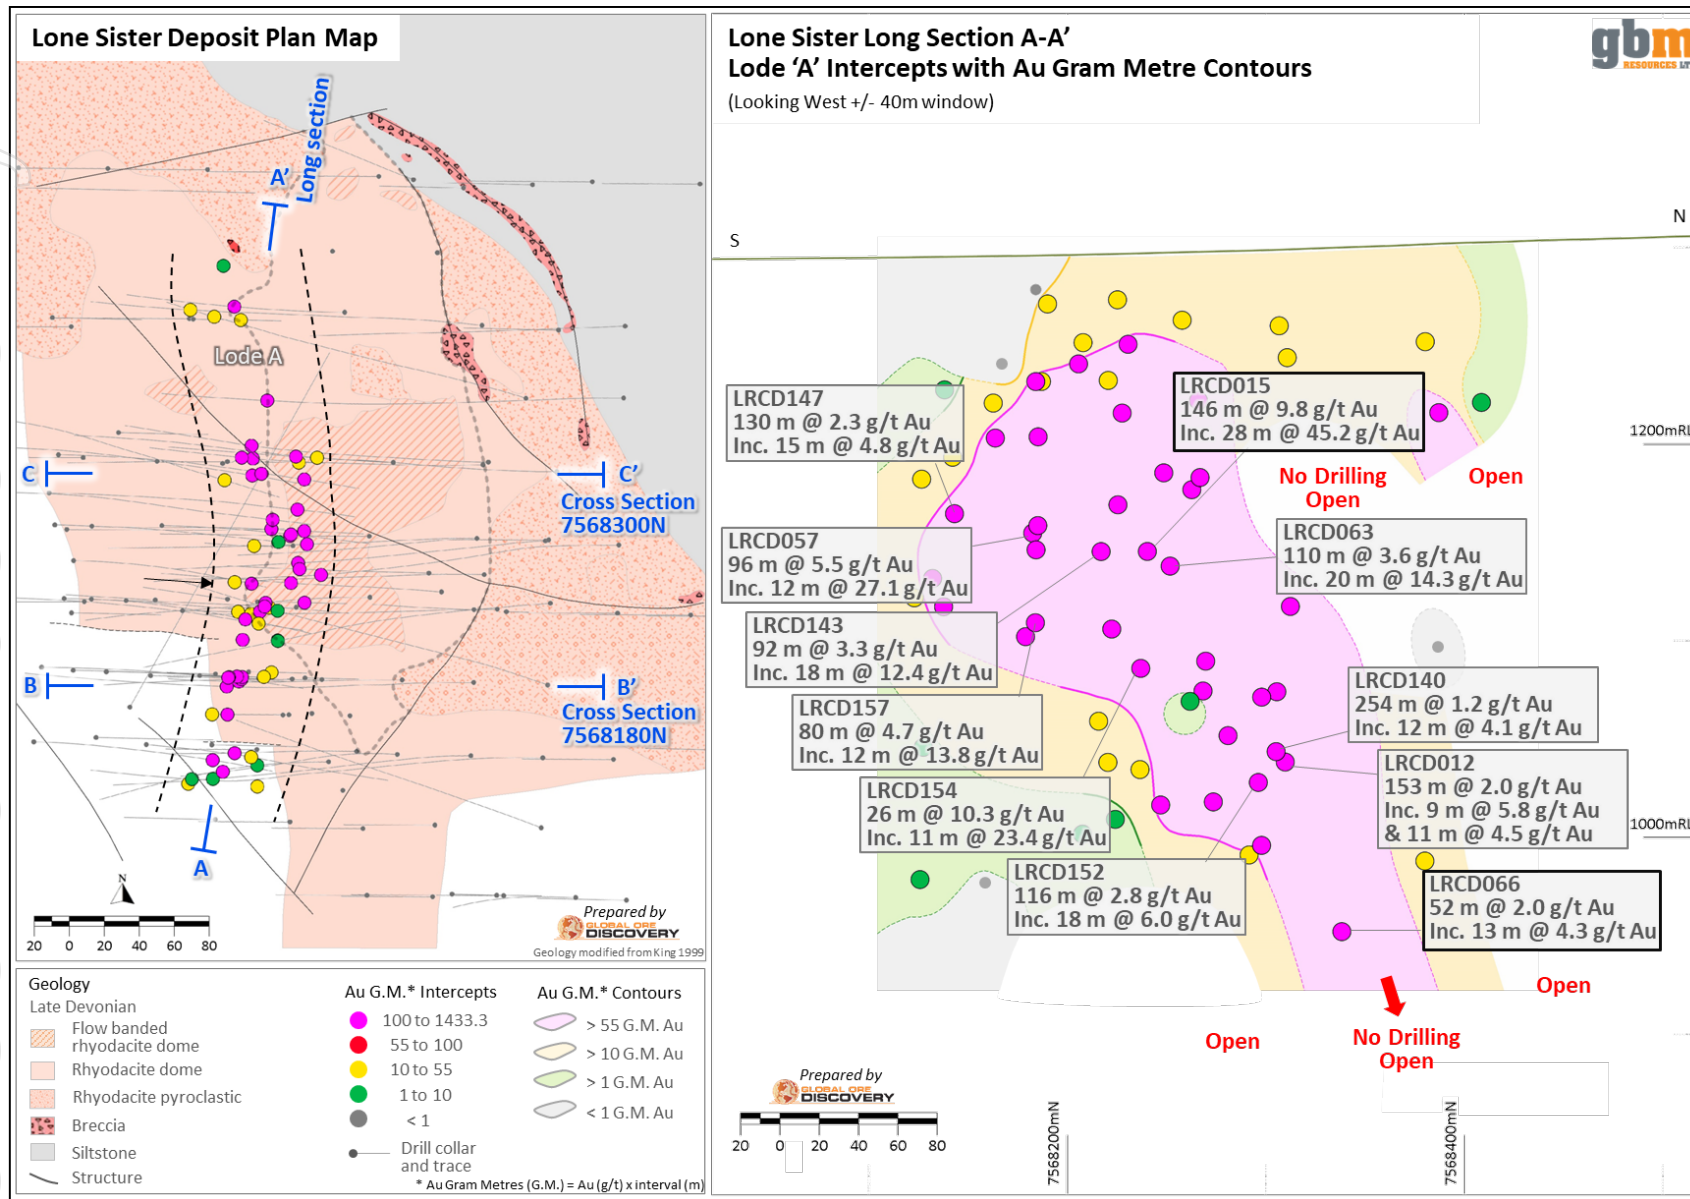 Lone Sister Deposit Plan Map
Long section
A’
Lode A
C
C’
Cross Section
7568300N
B
B’
Cross Section
7568180N
A
N
20 0 20 40 60 80
Prepared by
GLOBAL ORE
DISCOVERY
Geology modified from King 1999
Geology
Late Devonian
Flow banded
rhyodacite dome
Rhyodacite dome
Rhyodacite pyroclastic
Breccia
Siltstone
Structure
Au G.M.* Intercepts
100 to 1433.3
55 to 100
10 to 55
1 to 10
< 1
Drill collar
and trace
Au G.M.* Contours
> 55 G.M. Au
> 10 G.M. Au
> 1 G.M. Au
< 1 G.M. Au
* Au Gram Metres (G.M.) = Au (g/t) x interval (m)
Lone Sister Long Section A-A’
Lode ‘A’ Intercepts with Au Gram Metre Contours
(Looking West +/- 40m window)
gbm
RESOURCES LT
S
N
LRCD147
130 m @ 2.3 g/t Au
Inc. 15 m @ 4.8 g/t Au
LRCD015
146 m @ 9.8 g/t Au
Inc. 28 m @ 45.2 g/t Au
1200mRL
No Drilling
Open
Open
LRCD057
96 m @ 5.5 g/t Au
Inc. 12 m @ 27.1 g/t Au
LRCD063
110 m @ 3.6 g/t Au
Inc. 20 m @ 14.3 g/t Au
LRCD143
92 m @ 3.3 g/t Au
Inc. 18 m @ 12.4 g/t Au
LRCD157
80 m @ 4.7 g/t Au
Inc. 12 m @ 13.8 g/t Au
LRCD140
254 m @ 1.2 g/t Au
Inc. 12 m @ 4.1 g/t Au
LRCD012
153 m @ 2.0 g/t Au
Inc. 9 m @ 5.8 g/t Au
& 11 m @ 4.5 g/t Au
1000mRL
LRCD154
26 m @ 10.3 g/t Au
Inc. 11 m @ 23.4 g/t Au
LRCD152
116 m @ 2.8 g/t Au
Inc. 18 m @ 6.0 g/t Au
LRCD066
52 m @ 2.0 g/t Au
Inc. 13 m @ 4.3 g/t Au
Open
Open
No Drilling
Open
Prepared by
GLOBAL ORE
DISCOVERY
20 0 20 40 60 80
7568200mN
7568400mN